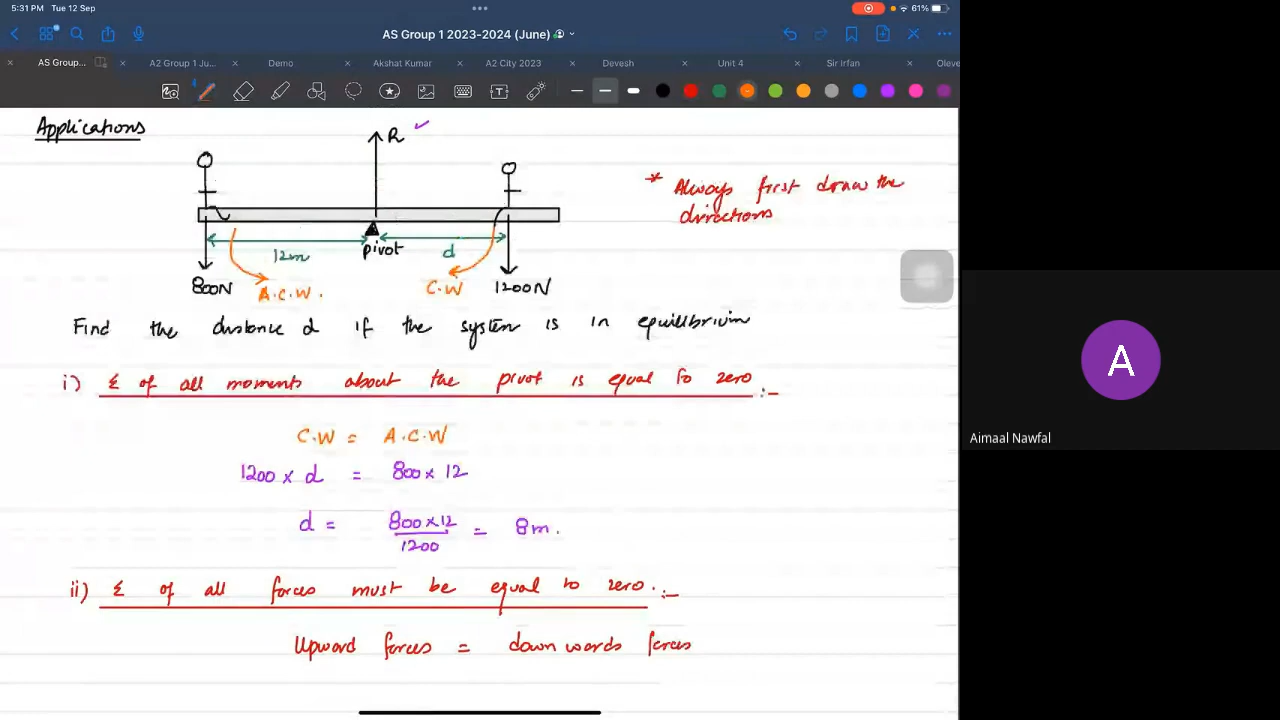 5:31 PM Tue 12 Sep
61%
AS Group 1 2023-2024 (June)
AS Group...
A2 Group 1 Ju...
Demo
Akshat Kumar
A2 City 2023
Devesh
Unit 4
Sir Irfan
Oleve
Applications
R ✓
* Always first draw the
directions
12m
pivot
d
800N
A.C.W.
C.W
1200N
Find the distance d if the system is in equilibrium
i) Σ of all moments about the pivot is equal to zero :-
C.W = A.C.W
1200 × d = 800 × 12
d = 800 × 12 / 1200 = 8m.
ii) Σ of all forces must be equal to zero. :-
Upward forces = downwords forces
A
Aimaal Nawfal